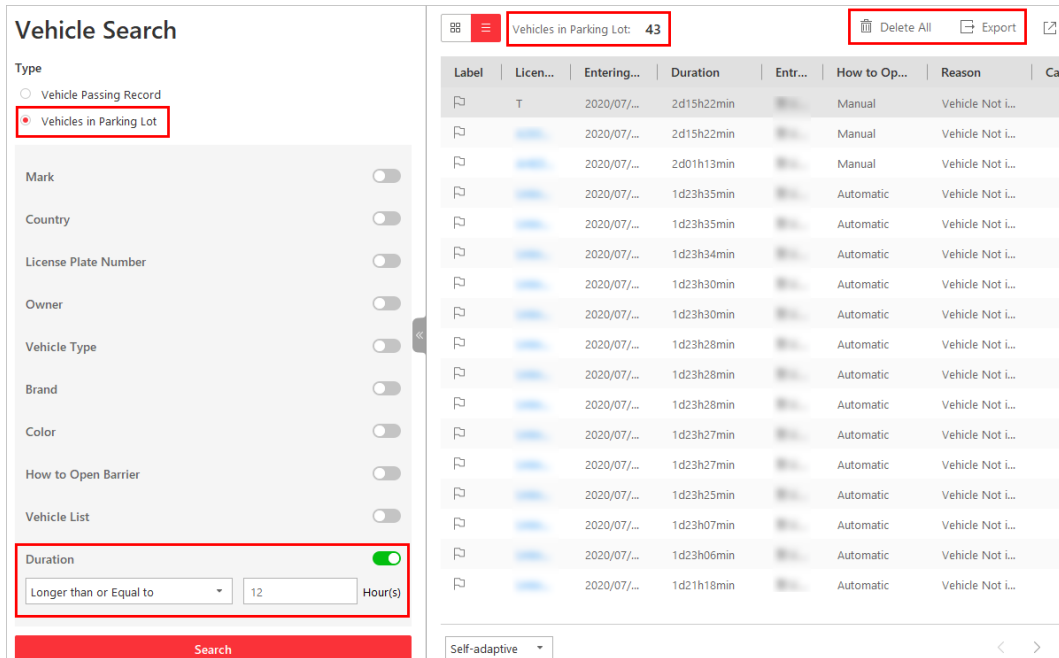 Vehicle Search
Type
Vehicle Passing Record
Vehicles in Parking Lot
Mark
Country
License Plate Number
Owner
Vehicle Type
Brand
Color
How to Open Barrier
Vehicle List
Duration
Longer than or Equal to 12 Hour(s)
Search
Vehicles in Parking Lot: 43 Delete All Export
Label Licen... Entering... Duration Entr... How to Op... Reason Ca
T 2020/07/... 2d15h22min Manual Vehicle Not i...
2020/07/... 2d15h22min Manual Vehicle Not i...
2020/07/... 2d01h13min Manual Vehicle Not i...
2020/07/... 1d23h35min Automatic Vehicle Not i...
2020/07/... 1d23h35min Automatic Vehicle Not i...
2020/07/... 1d23h34min Automatic Vehicle Not i...
2020/07/... 1d23h30min Automatic Vehicle Not i...
2020/07/... 1d23h30min Automatic Vehicle Not i...
2020/07/... 1d23h28min Automatic Vehicle Not i...
2020/07/... 1d23h28min Automatic Vehicle Not i...
2020/07/... 1d23h28min Automatic Vehicle Not i...
2020/07/... 1d23h27min Automatic Vehicle Not i...
2020/07/... 1d23h27min Automatic Vehicle Not i...
2020/07/... 1d23h25min Automatic Vehicle Not i...
2020/07/... 1d23h07min Automatic Vehicle Not i...
2020/07/... 1d23h06min Automatic Vehicle Not i...
2020/07/... 1d21h18min Automatic Vehicle Not i...
Self-adaptive